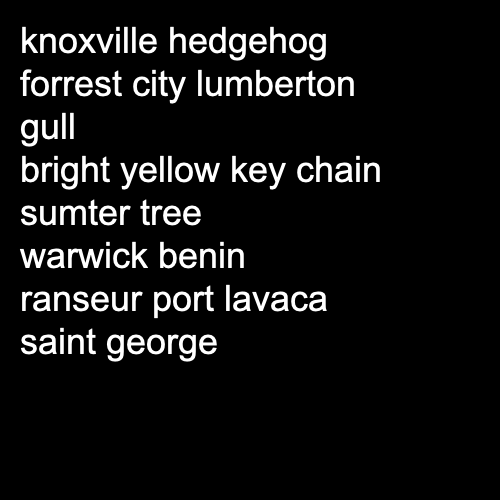 knoxville hedgehog
forrest city lumberton
gull
bright yellow key chain
sumter tree
warwick benin
ranseur port lavaca
saint george